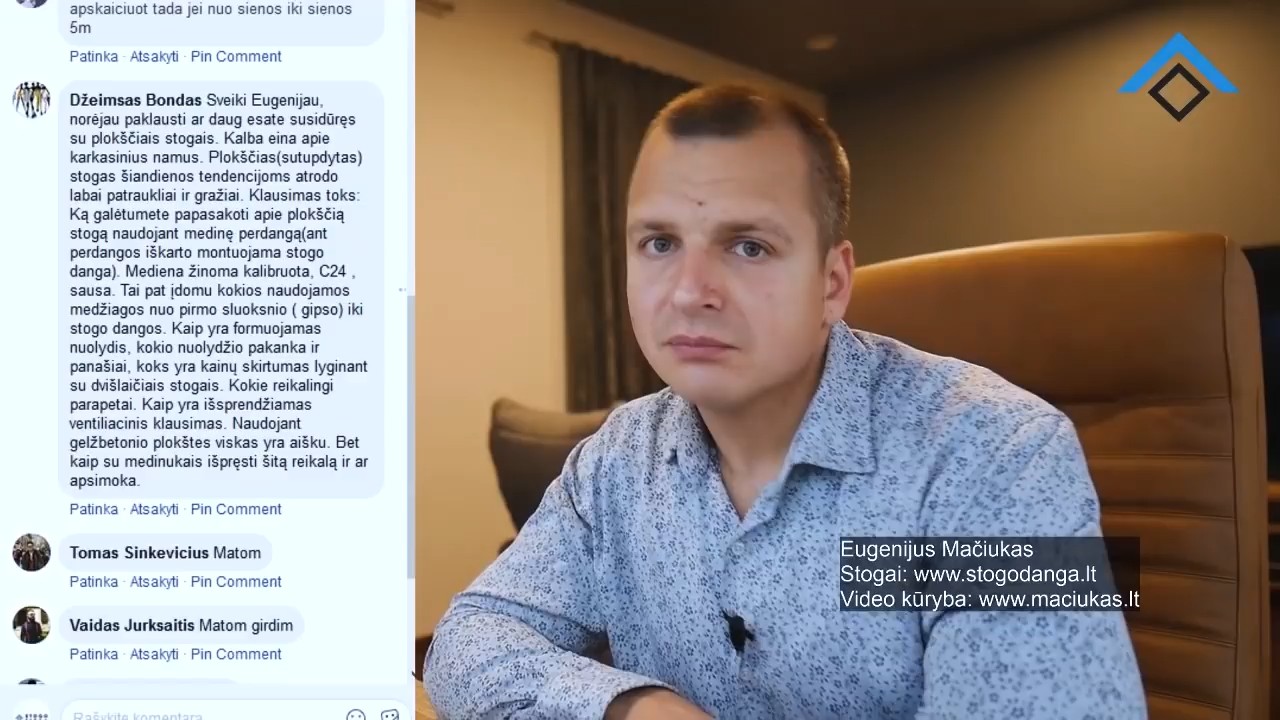 apskaiciuot tada jei nuo sienos iki sienos
5m
Patinka · Atsakyti · Pin Comment
Džeimsas Bondas Sveiki Eugenijau,
norėjau paklausti ar daug esate susidūręs
su plokščiais stogais. Kalba eina apie
karkasinius namus. Plokščias(sutupdytas)
stogas šiandienos tendencijoms atrodo
labai patraukliai ir gražiai. Klausimas toks:
Ką galėtumete papasakoti apie plokščią
stogą naudojant medinę perdangą(ant
perdangos iškarto montuojama stogo
danga). Mediena žinoma kalibruota, C24 ,
sausa. Tai pat įdomu kokios naudojamos
medžiagos nuo pirmo sluoksnio ( gipso) iki
stogo dangos. Kaip yra formuojamas
nuolydis, kokio nuolydžio pakanka ir
panašiai, koks yra kainų skirtumas lyginant
su dvišlaičiais stogais. Kokie reikalingi
parapetai. Kaip yra išsprendžiamas
ventiliacinis klausimas. Naudojant
gelžbetonio plokštes viskas yra aišku. Bet
kaip su medinukais išpręsti šitą reikalą ir ar
apsimoka.
Patinka · Atsakyti · Pin Comment
Tomas Sinkevicius Matom
Patinka · Atsakyti · Pin Comment
Vaidas Jurksaitis Matom girdim
Patinka · Atsakyti · Pin Comment
Rašykite komentarą
Eugenijus Mačiukas
Stogai: www.stogodanga.lt
Video kūryba: www.maciukas.lt